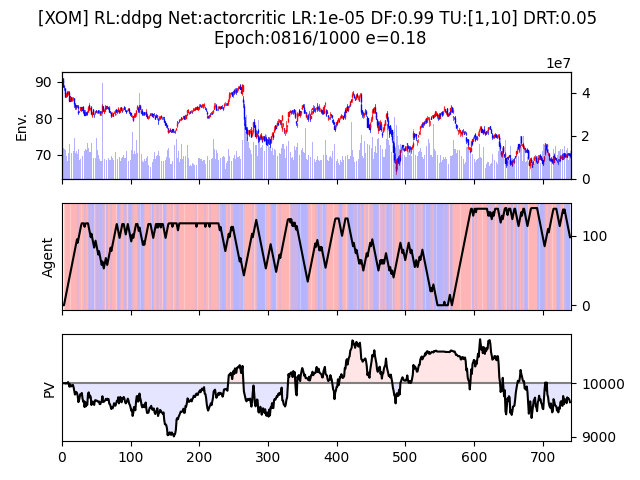 [XOM] RL:ddpg Net:actorcritic LR:1e-05 DF:0.99 TU:[1,10] DRT:0.05
Epoch:0816/1000 e=0.18
1e7
90
80
70
Env.
4
2
0
Agent
100
0
PV
10000
9000
0 100 200 300 400 500 600 700